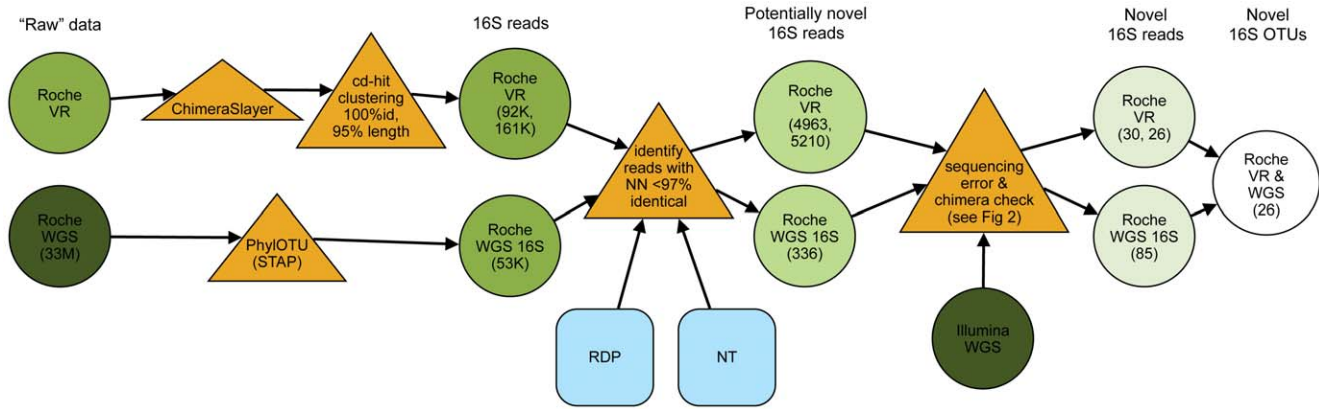 “Raw” data
16S reads
Potentially novel
16S reads
Novel
16S reads
Novel
16S OTUs
Roche
VR
ChimeraSlayer
cd-hit
clustering
100%id,
95% length
Roche
VR
(92K,
161K)
identify
reads with
NN <97%
identical
Roche
VR
(4963,
5210)
sequencing
error &
chimera check
(see Fig 2)
Roche
VR
(30, 26)
Roche
VR &
WGS
(26)
Roche
WGS
(33M)
PhylOTU
(STAP)
Roche
WGS 16S
(53K)
Roche
WGS 16S
(336)
Roche
WGS 16S
(85)
RDP
NT
Illumina
WGS